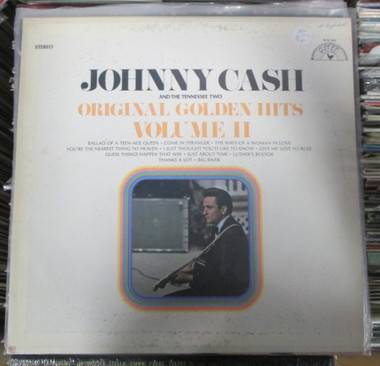 STEREO
SUN
JOHNNY CASH
AND THE TENNESSEE TWO
ORIGINAL GOLDEN HITS
VOLUME II
BALLAD OF A TEEN-AGE QUEEN • COME IN STRANGER • THE WAYS OF A WOMAN IN LOVE
YOU'RE THE NEAREST THING TO HEAVEN • I JUST THOUGHT YOU'D LIKE TO KNOW • GIVE MY LOVE TO ROSE
GUESS THINGS HAPPEN THAT WAY • JUST ABOUT TIME • LUTHER'S BOOGIE
THANKS A LOT • BIG RIVER